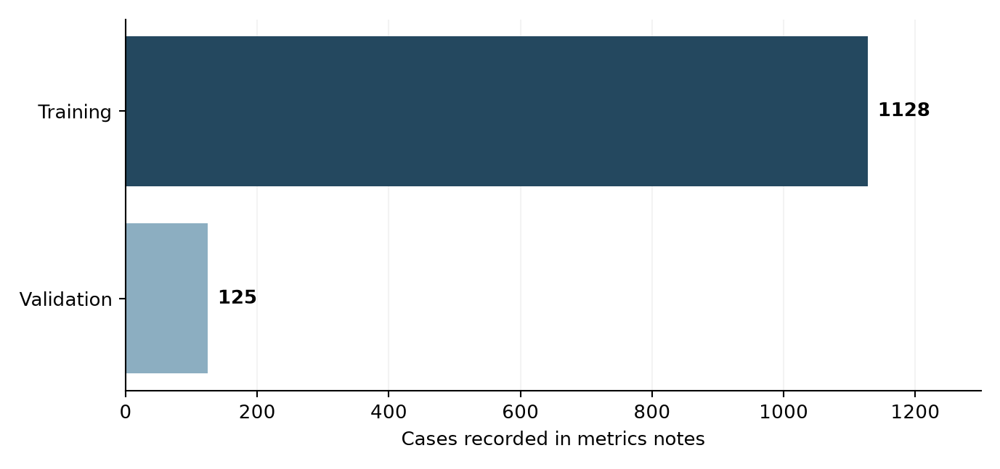 Training
1128
Validation
125
0 200 400 600 800 1000 1200
Cases recorded in metrics notes